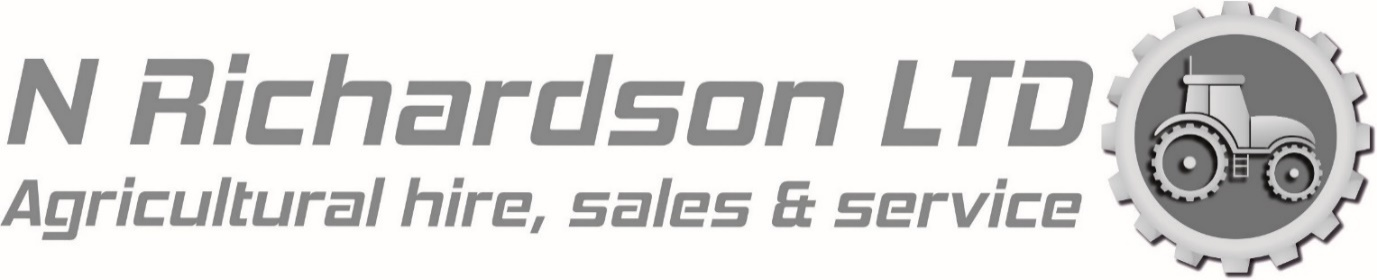 N Richardson LTD
Agricultural hire, sales & service